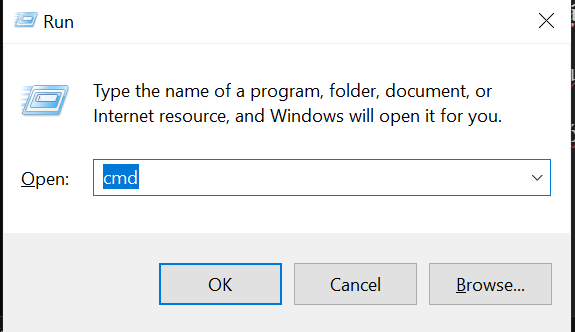 Run
Type the name of a program, folder, document, or
Internet resource, and Windows will open it for you.
Open: cmd
OK Cancel Browse...